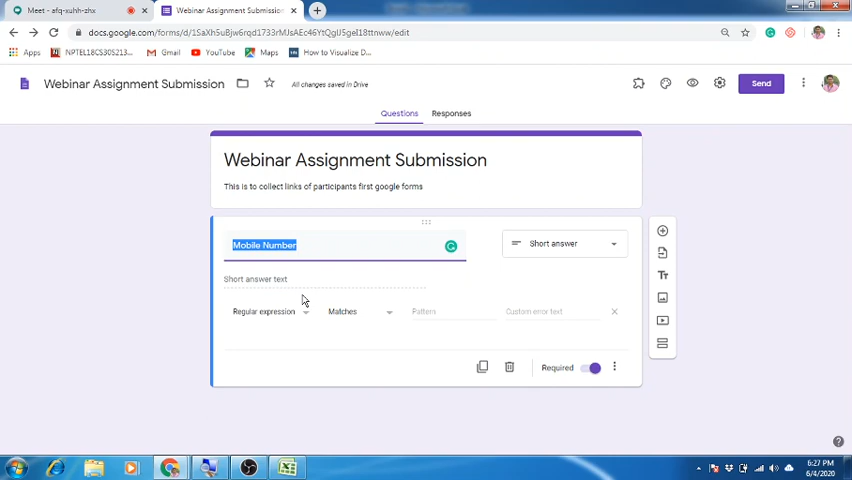 Meet - afq-xuhh-zhx
Webinar Assignment Submission
docs.google.com/forms/d/1SaXh5uBjw6rqd1733rMJsAEc46YtQglJ5gel18ttnww/edit
Apps
NPTEL18CS30S213...
Gmail
YouTube
Maps
How to Visualize D...
Webinar Assignment Submission
All changes saved in Drive
Send
Questions
Responses
Webinar Assignment Submission
This is to collect links of participants first google forms
Mobile Number
Short answer
Short answer text
Regular expression
Matches
Pattern
Custom error text
Required
6:27 PM
6/4/2020